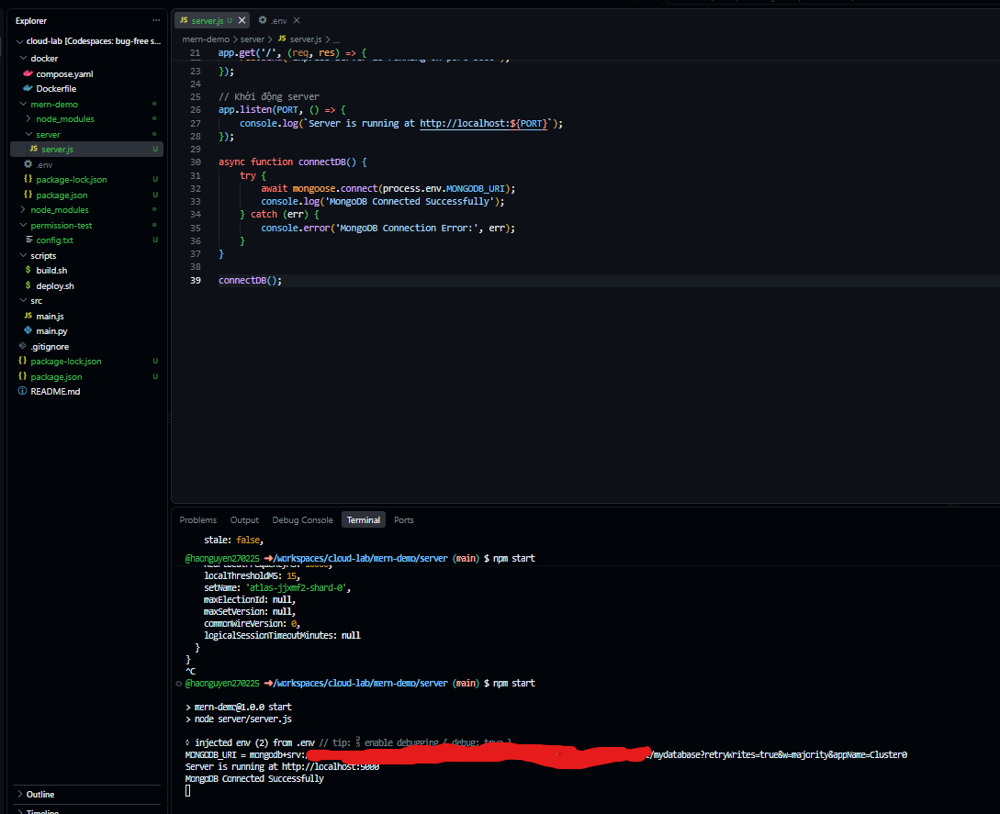 Explorer
cloud-lab [Codespaces: bug-free s...
docker
compose.yaml
Dockerfile
mern-demo
node_modules
server
server.js U
.env
package-lock.json U
package.json U
node_modules
permission-test
config.txt U
scripts
build.sh
deploy.sh
src
main.js
main.py
.gitignore
package-lock.json U
package.json U
README.md
Outline
Timeline
JS server.js U
.env
mern-demo > server > JS server.js > ...
21 app.get('/', (req, res) => {
23 });
24
25 // Khởi động server
26 app.listen(PORT, () => {
27 console.log(`Server is running at http://localhost:${PORT}`);
28 });
29
30 async function connectDB() {
31 try {
32 await mongoose.connect(process.env.MONGODB_URI);
33 console.log('MongoDB Connected Successfully');
34 } catch (err) {
35 console.error('MongoDB Connection Error:', err);
36 }
37 }
38
39 connectDB();
Problems Output Debug Console Terminal Ports
stale: false,
@haonguyen270225 ➜/workspaces/cloud-lab/mern-demo/server (main) $ npm start
localThresholdMS: 15,
setName: 'atlas-jjxmf2-shard-0',
maxElectionId: null,
maxSetVersion: null,
commonWireVersion: 0,
logicalSessionTimeoutMinutes: null
}
}
^C
@haonguyen270225 ➜/workspaces/cloud-lab/mern-demo/server (main) $ npm start
> mern-demo@1.0.0 start
> node server/server.js
◊ injected env (2) from .env // tip: enable debugging { debug: true }
MONGODB_URI = mongodb+srv: /mydatabase?retryWrites=true&w=majority&appName=Cluster0
Server is running at http://localhost:5000
MongoDB Connected Successfully